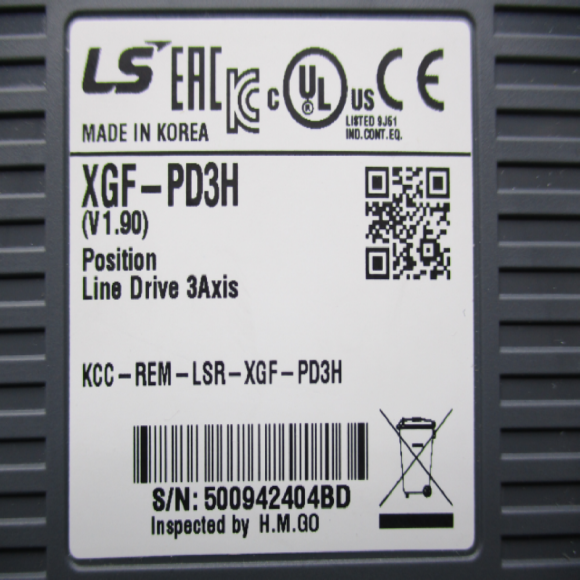 LS EAC KC C UL ® US CE
LISTED 9J61
IND.CONT.EQ.
MADE IN KOREA
XGF-PD3H
(V1.90)
Position
Line Drive 3Axis
KCC-REM-LSR-XGF-PD3H
S/N: 500942404BD
Inspected by H.M.GO